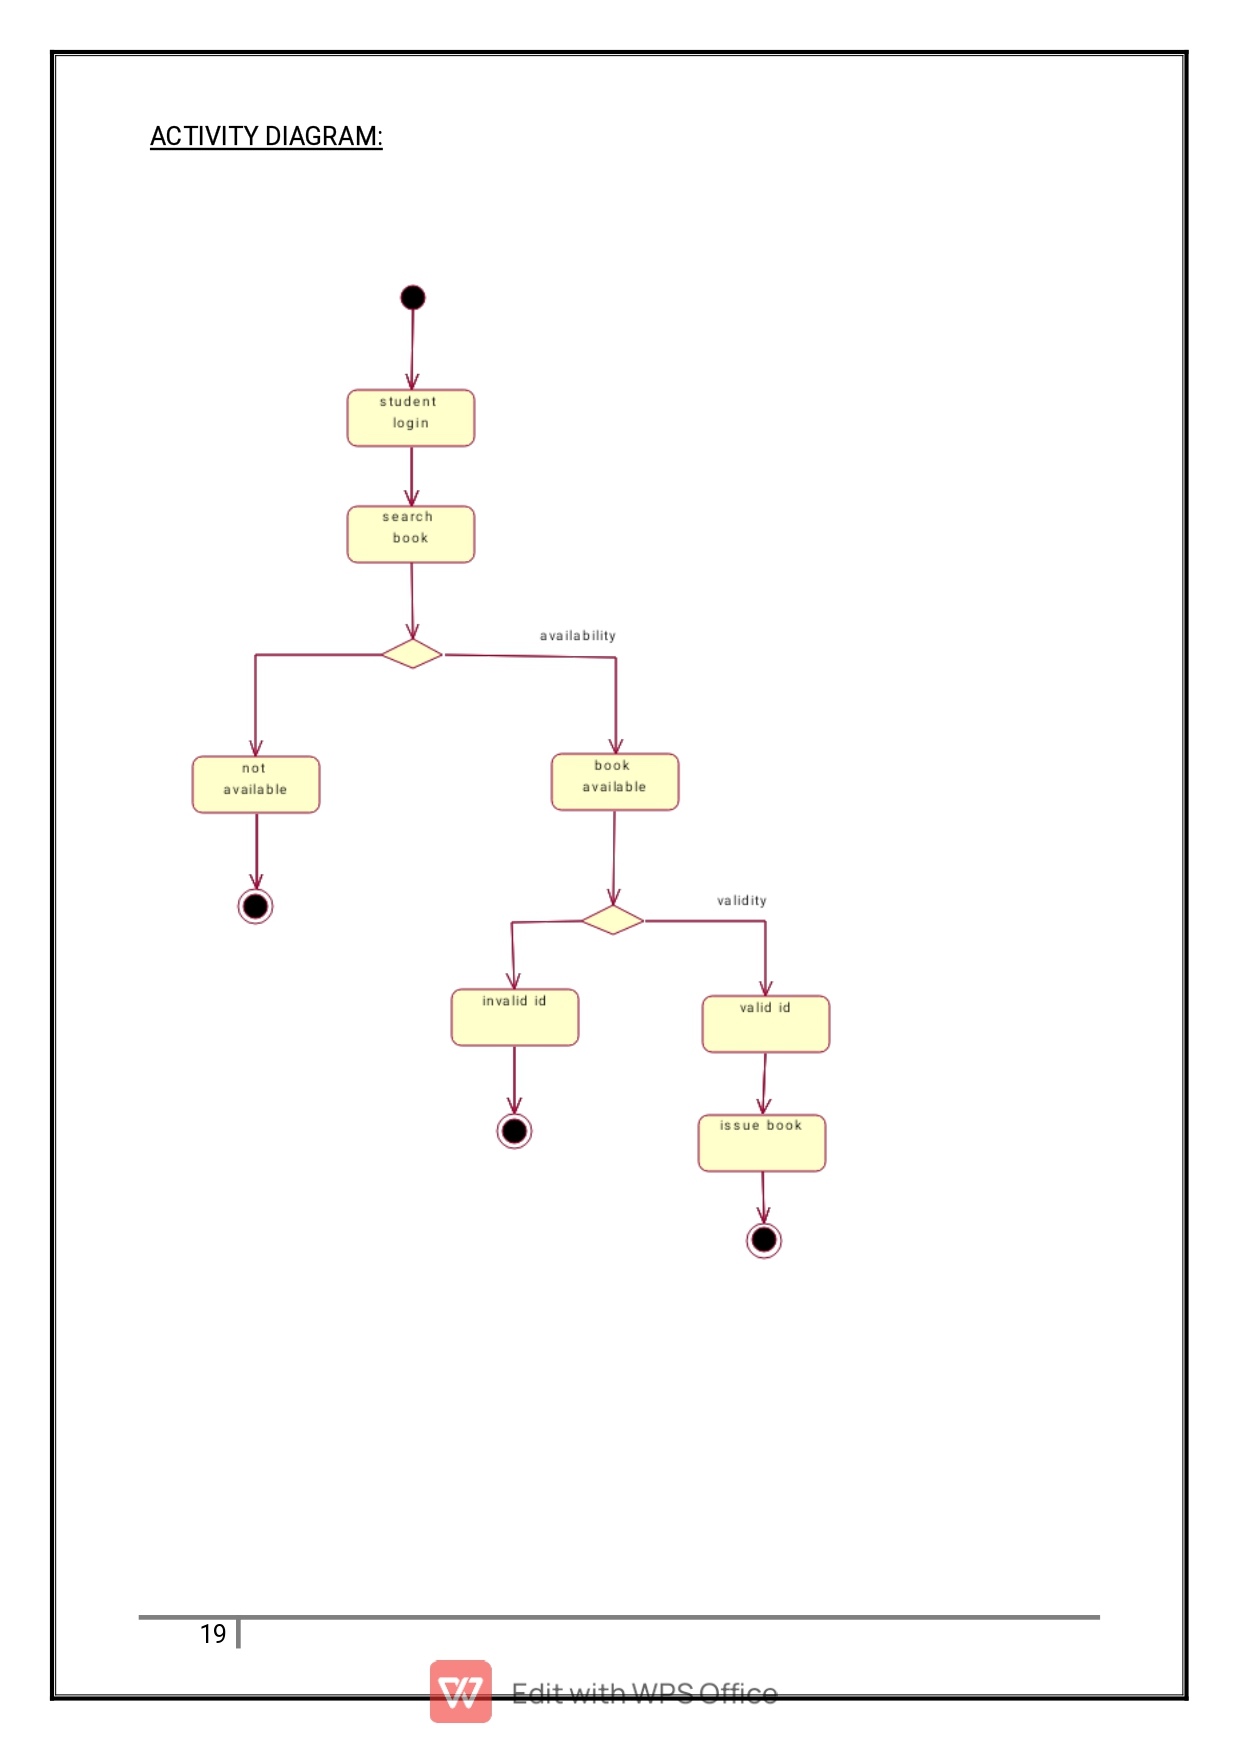 ACTIVITY DIAGRAM:
student
login
search
book
availability
not
available
book
available
validity
invalid id
valid id
issue book
19
Edit with WPS Office